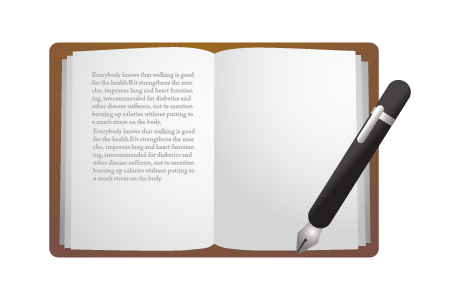 Everybody knows that walking is good
for the health It strengthens the mus-
cles, improves lung and heart function
ing, isrecommended for diabetics and
other disease sufferers, not to mention
burning up calories without putting to
o much stress on the body.
Everybody knows that walking is good
for the health It strengthens the mus-
cles, improves lung and heart function
ing, isrecommended for diabetics and
other disease sufferers, not to mention
burning up calories without putting to
o much stress on the body.